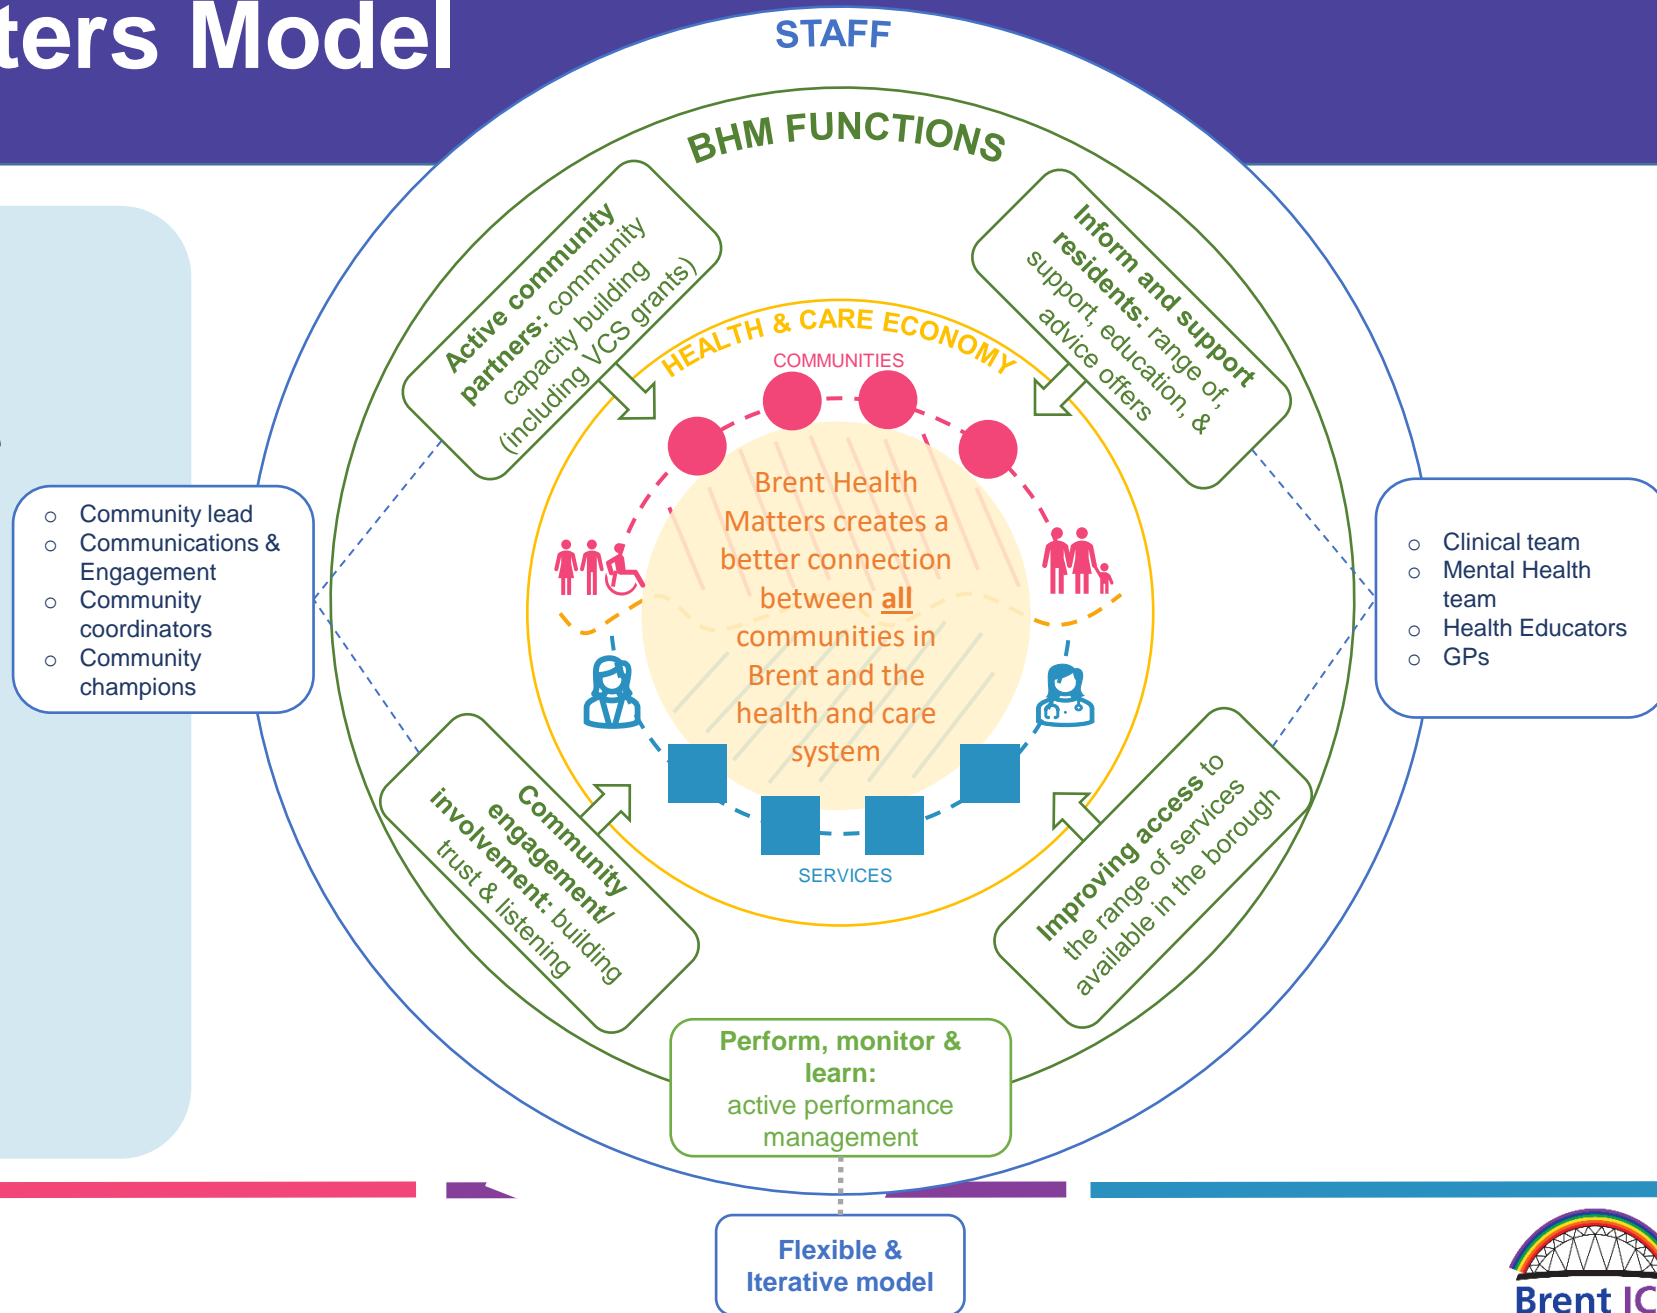 ters Model
STAFF
BHM FUNCTIONS
Active community
partners: community
capacity building
(including VCS grants)
Inform and support
residents: range of,
support, education, &
advice offers
HEALTH & CARE ECONOMY
COMMUNITIES
Brent Health
Matters creates a
better connection
between all
communities in
Brent and the
health and care
system
SERVICES
o Community lead
o Communications &
Engagement
o Community
coordinators
o Community
champions
o Clinical team
o Mental Health
team
o Health Educators
o GPs
Community
engagement/
involvement: building
trust & listening
Improving access to
the range of services
available in the borough
Perform, monitor &
learn:
active performance
management
Flexible &
Iterative model
Brent IC